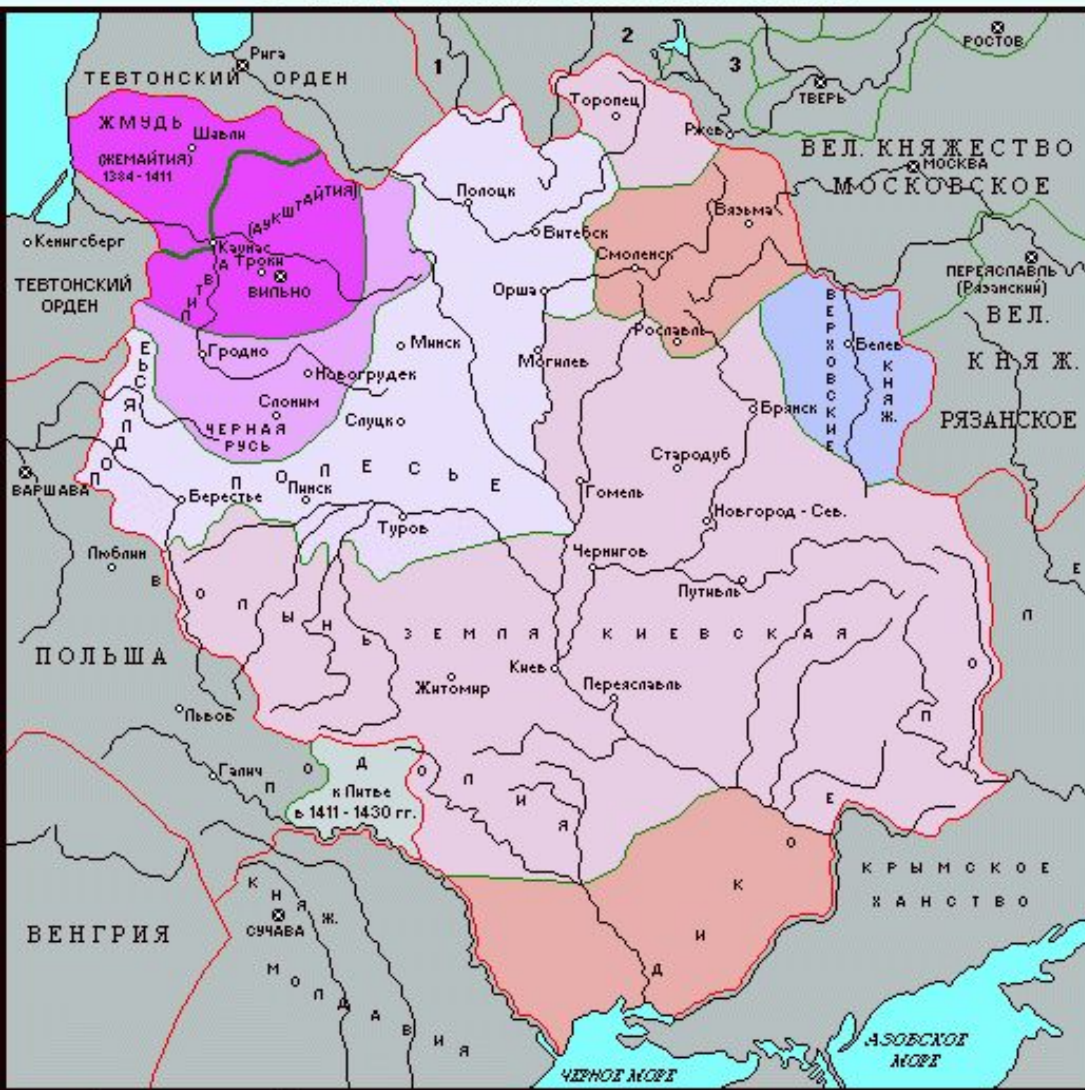 1
2
3
Рига
ТЕВТОНСКИЙ ОРДЕН
РОСТОВ
ТВЕРЬ
Торопец
Ржев
ЖМУДЬ
Шавли
(ЖЕМАЙТИЯ)
1384 - 1411
ВЕЛ. КНЯЖЕСТВО
МОСКОВСКОЕ
МОСКВА
Полоцк
(АУКШТАЙТИЯ)
Вязьма
Витебск
Кенигсберг
Каунас
Троки
ВИЛЬНО
ЛИТВА
Смоленск
ПЕРЕЯСЛАВЛЬ
(Рязанский)
ТЕВТОНСКИЙ
ОРДЕН
Орша
ВЕРХОВСКИЕ
КНЯЖ.
Белев
ВЕЛ.
КНЯЖ.
РЯЗАНСКОЕ
Рославль
Минск
Могилев
Гродно
Новогрудек
Слоним
Слуцко
ЧЕРНАЯ
РУСЬ
Брянск
ПОДЛЯСЬЕ
ПОЛЕСЬЕ
ВАРШАВА
Берестье
Пинск
Туров
Стародуб
Гомель
Новгород - Сев.
Люблин
Чернигов
Путивль
ВОЛЫНЬ
ЗЕМЛЯ КИЕВСКАЯ
ПОЛЬША
Киев
Житомир
Переяславль
Львов
Галич
ПОДОЛИЯ
к Литве
в 1411 - 1430 гг.
ДИКОЕ ПОЛЕ
КРЫМСКОЕ
ХАНСТВО
ВЕНГРИЯ
КНЯЖ.
СУЧАВА
МОЛДАВИЯ
АЗОВСКОЕ
МОРЕ
ЧЕРНОЕ МОРЕ